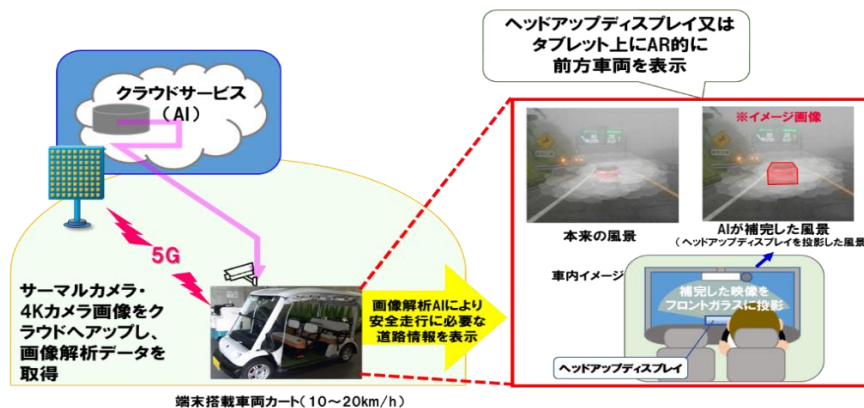 ヘッドアップディスプレイ又は
タブレット上にAR的に
前方車両を表示
クラウドサービス
(AI)
5G
サーマルカメラ・
4Kカメラ画像をク
ラウドへアップし、
画像解析データを
取得
端末搭載車両カート(10～20km/h)
画像解析AIにより
安全走行に必要な
道路情報を表示
※イメージ画像
本来の風景
AIが補完した風景
(ヘッドアップディスプレイを投影した風景
車内イメージ
補完した映像を
フロントガラスに投影
ヘッドアップディスプレイ